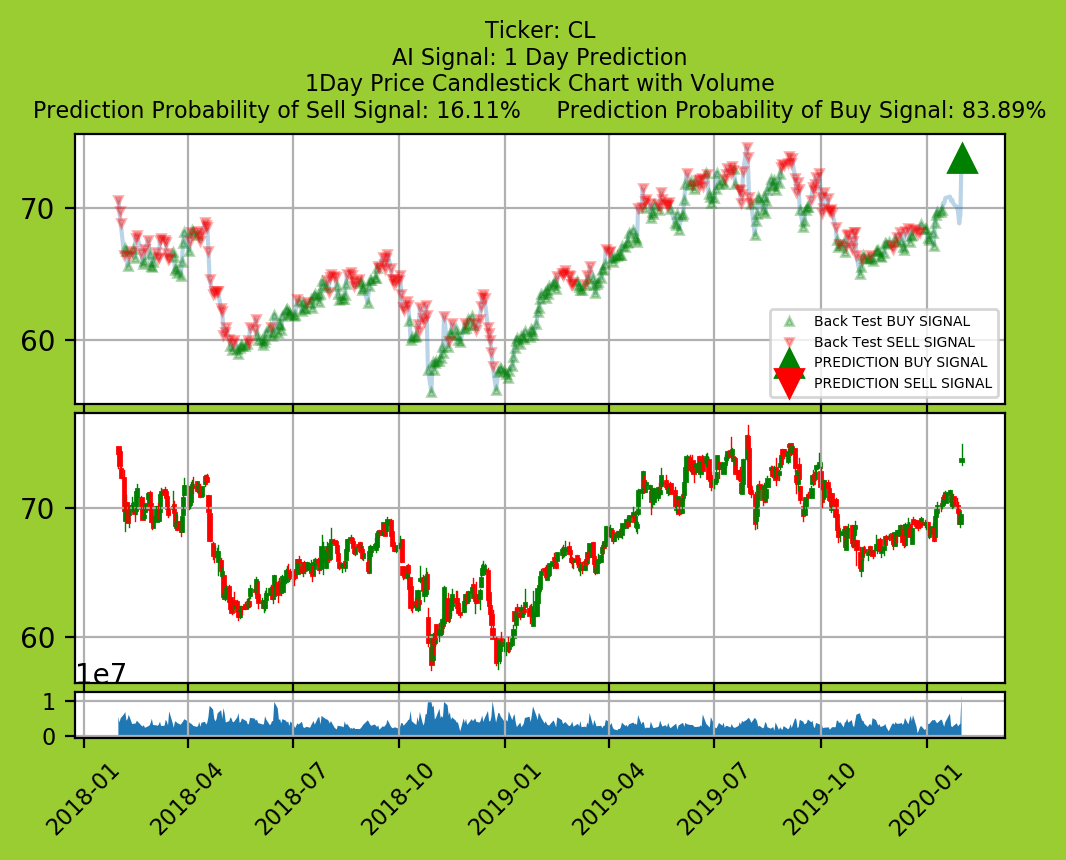 Ticker: CL
AI Signal: 1 Day Prediction
1Day Price Candlestick Chart with Volume
Prediction Probability of Sell Signal: 16.11% Prediction Probability of Buy Signal: 83.89%
70
60
Back Test BUY SIGNAL
Back Test SELL SIGNAL
PREDICTION BUY SIGNAL
PREDICTION SELL SIGNAL
70
60
1e7
1
0
2018-01 2018-04 2018-07 2018-10 2019-01 2019-04 2019-07 2019-10 2020-01